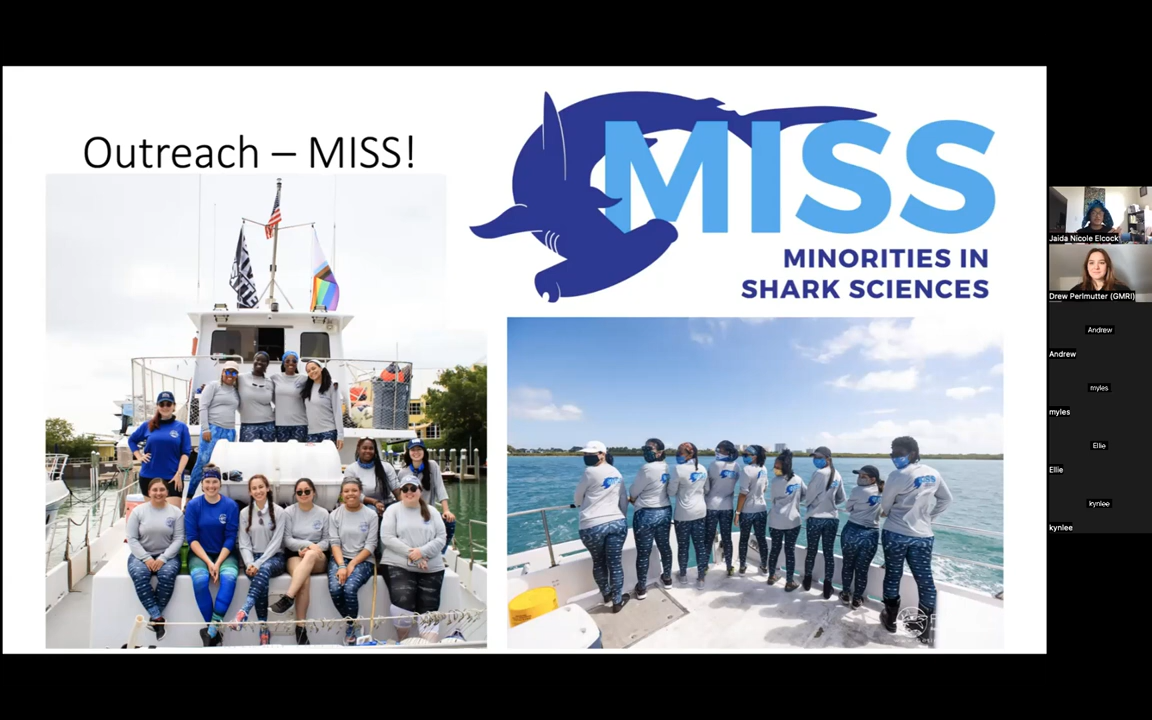 Outreach – MISS!
MISS
MINORITIES IN
SHARK SCIENCES
Jaida Nicole Elcock
Drew Perlmutter (GMRI)
Andrew
Andrew
myles
myles
Ellie
Ellie
kynlee
kynlee